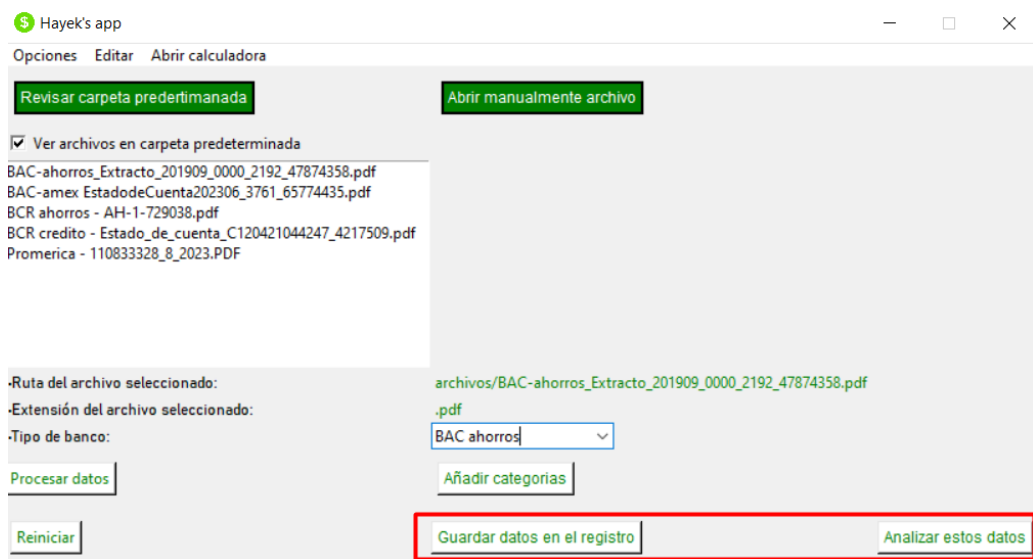 $ Hayek's app
Opciones Editar Abrir calculadora
Revisar carpeta predertimanada Abrir manualmente archivo
Ver archivos en carpeta predeterminada
BAC-ahorros_Extracto_201909_0000_2192_47874358.pdf
BAC-amex EstadodeCuenta202306_3761_65774435.pdf
BCR ahorros - AH-1-729038.pdf
BCR credito - Estado_de_cuenta_C120421044247_4217509.pdf
Promerica - 110833328_8_2023.PDF
·Ruta del archivo seleccionado: archivos/BAC-ahorros_Extracto_201909_0000_2192_47874358.pdf
·Extensión del archivo seleccionado: .pdf
·Tipo de banco: BAC ahorros
Procesar datos Añadir categorias
Reiniciar Guardar datos en el registro Analizar estos datos